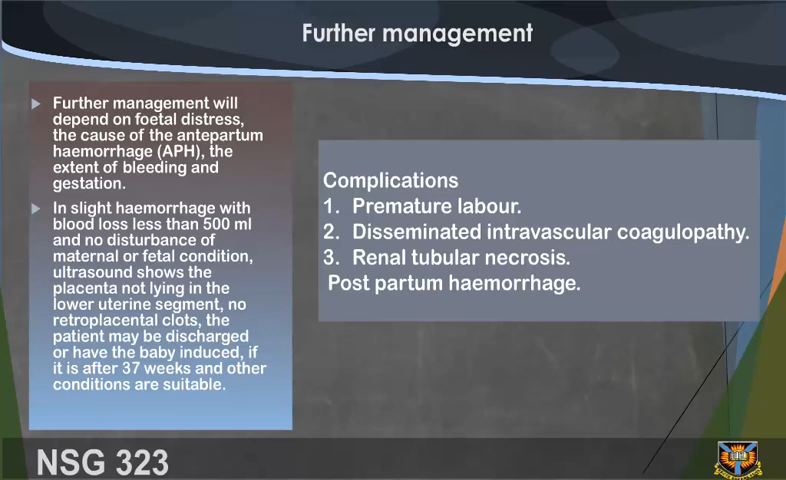 Further management
Further management will
depend on foetal distress,
the cause of the antepartum
haemorrhage (APH), the
extent of bleeding and
gestation.
In slight haemorrhage with
blood loss less than 500 ml
and no disturbance of
maternal or fetal condition,
ultrasound shows the
placenta not lying in the
lower uterine segment, no
retroplacental clots, the
patient may be discharged
or have the baby induced, if
it is after 37 weeks and other
conditions are suitable.
Complications
1. Premature labour.
2. Disseminated intravascular coagulopathy.
3. Renal tubular necrosis.
Post partum haemorrhage.
NSG 323